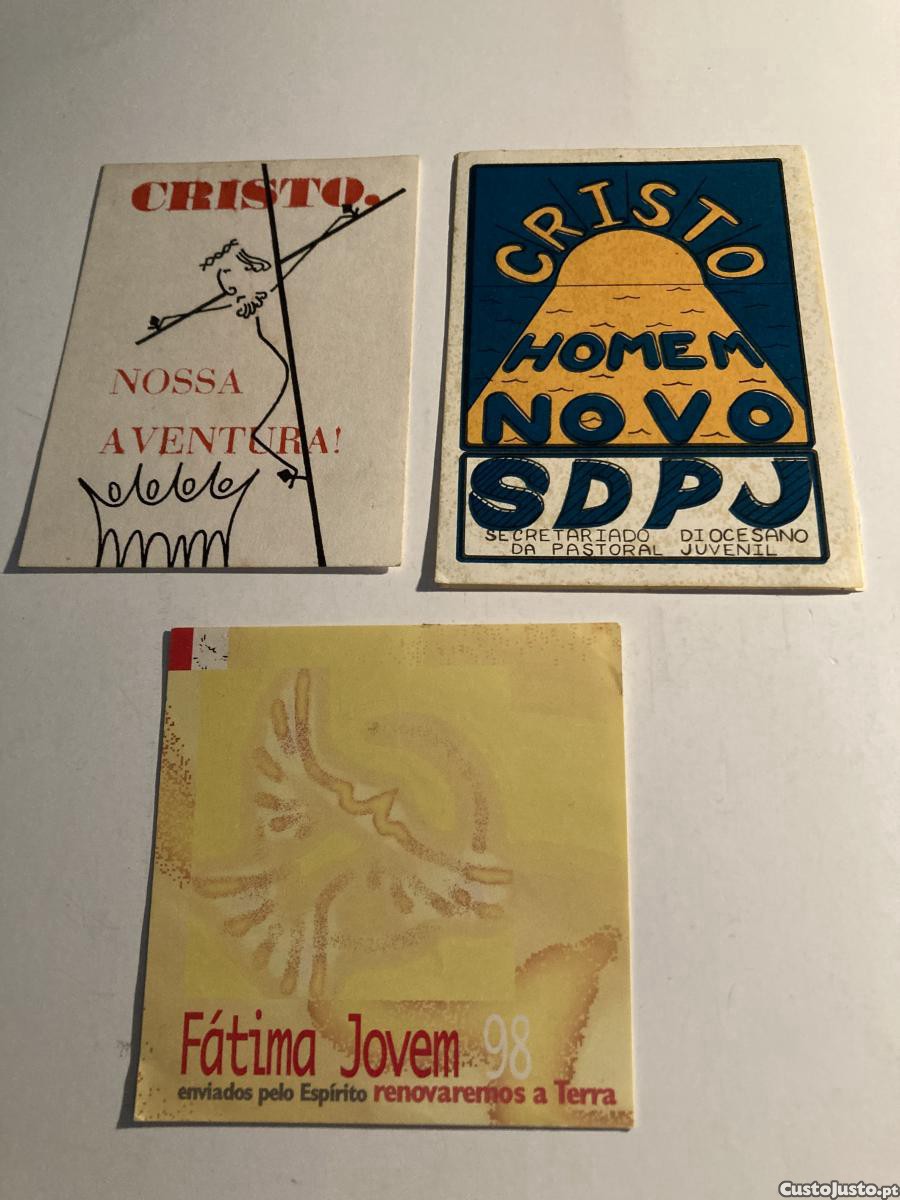 CRISTO,
NOSSA
AVENTURA!
CRISTO
HOMEM
NOVO
SDPJ
SECRETARIADO DIOCESANO
DA PASTORAL JUVENIL
Fátima Jovem 98
enviados pelo Espírito renovaremos a Terra
CustoJusto.pt